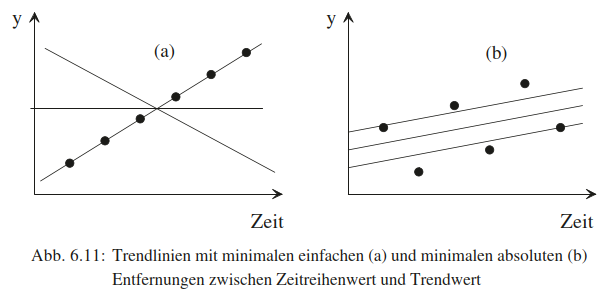 y
(a)
Zeit
y
(b)
Zeit
Abb. 6.11: Trendlinien mit minimalen einfachen (a) und minimalen absoluten (b)
Entfernungen zwischen Zeitreihenwert und Trendwert